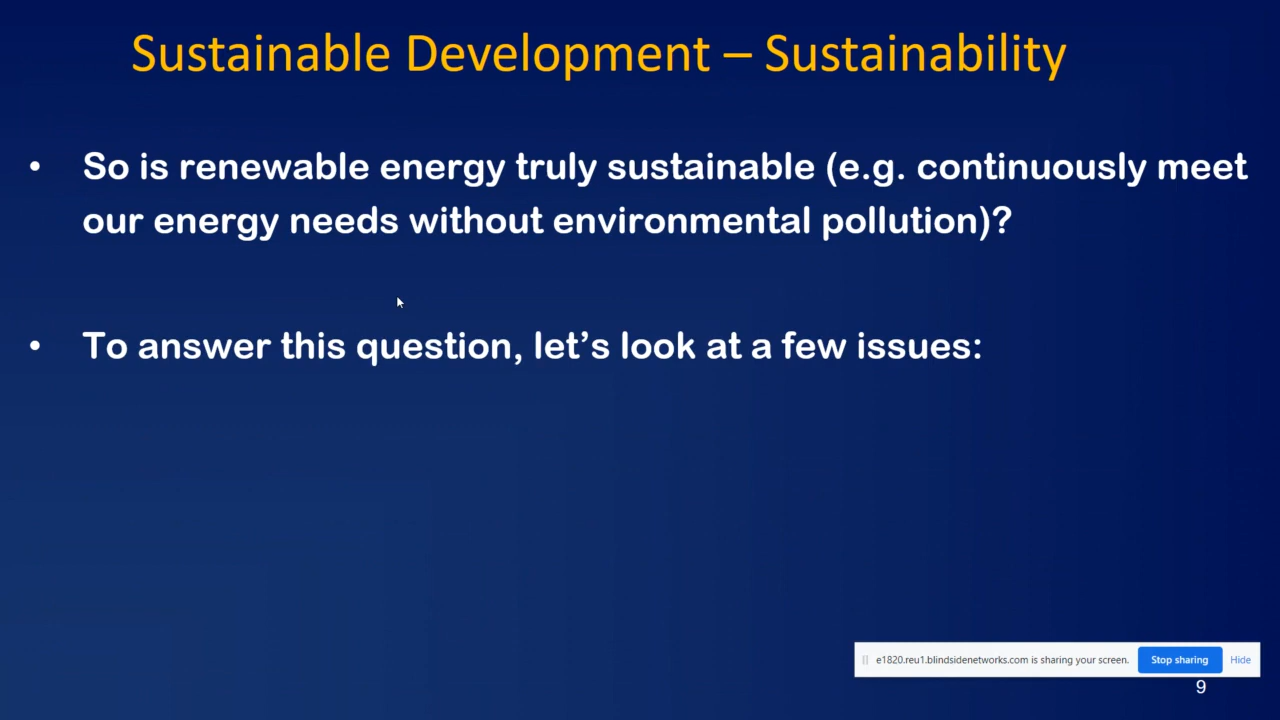 Sustainable Development – Sustainability
• So is renewable energy truly sustainable (e.g. continuously meet
our energy needs without environmental pollution)?
• To answer this question, let’s look at a few issues:
e1820.reu1.blindsidenetworks.com is sharing your screen. Stop sharing Hide
9